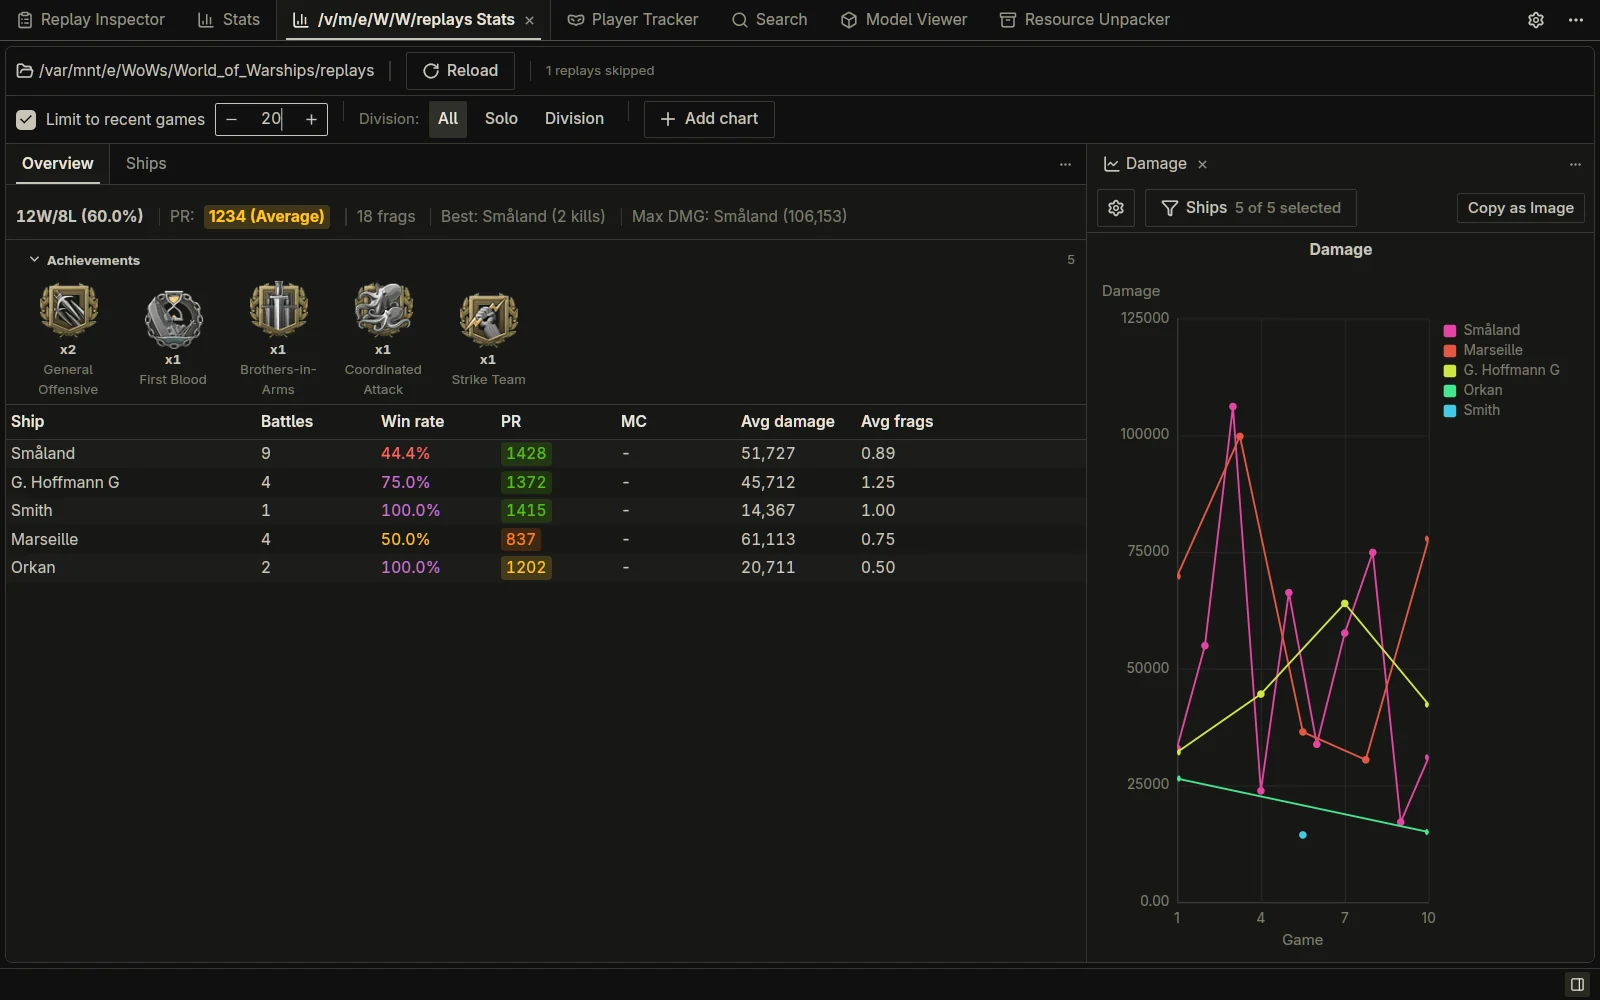 Replay Inspector
Stats
/v/m/e/W/W/replays Stats
Player Tracker
Search
Model Viewer
Resource Unpacker
/var/mnt/e/WoWs/World_of_Warships/replays
Reload
1 replays skipped
Limit to recent games
− 20 +
Division:
All
Solo
Division
+ Add chart
Overview
Ships
12W/8L (60.0%)
PR: 1234 (Average)
18 frags
Best: Småland (2 kills)
Max DMG: Småland (106,153)
Achievements
5
x2
General
Offensive
x1
First Blood
x1
Brothers-In-
Arms
x1
Coordinated
Attack
x1
Strike Team
Ship Battles Win rate PR MC Avg damage Avg frags
Småland 9 44.4% 1428 - 51,727 0.89
G. Hoffmann G 4 75.0% 1372 - 45,712 1.25
Smith 1 100.0% 1415 - 14,367 1.00
Marseille 4 50.0% 837 - 61,113 0.75
Orkan 2 100.0% 1202 - 20,711 0.50
Damage
Ships 5 of 5 selected
Copy as Image
Damage
Damage
125000
100000
75000
50000
25000
0.00
1 4 7 10
Game
Småland
Marseille
G. Hoffmann G
Orkan
Smith